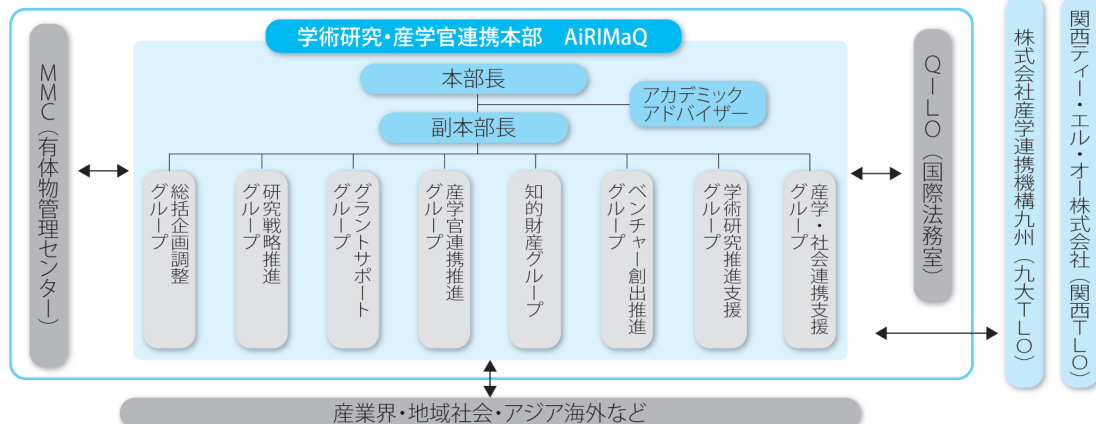 学術研究・産学官連携本部 AiRIMaQ
本部長
アカデミック
アドバイザー
副本部長
MMC（有体物管理センター）
総括企画調整
グループ
研究戦略推進
グループ
グラントサポート
グループ
産学官連携推進
グループ
知的財産グループ
ベンチャー創出推進
グループ
学術研究推進支援
グループ
産学・社会連携支援
グループ
Q-LO（国際法務室）
株式会社産学連携機構九州（九大TLO）
関西ティー・エル・オー株式会社（関西TLO）
産業界・地域社会・アジア海外など